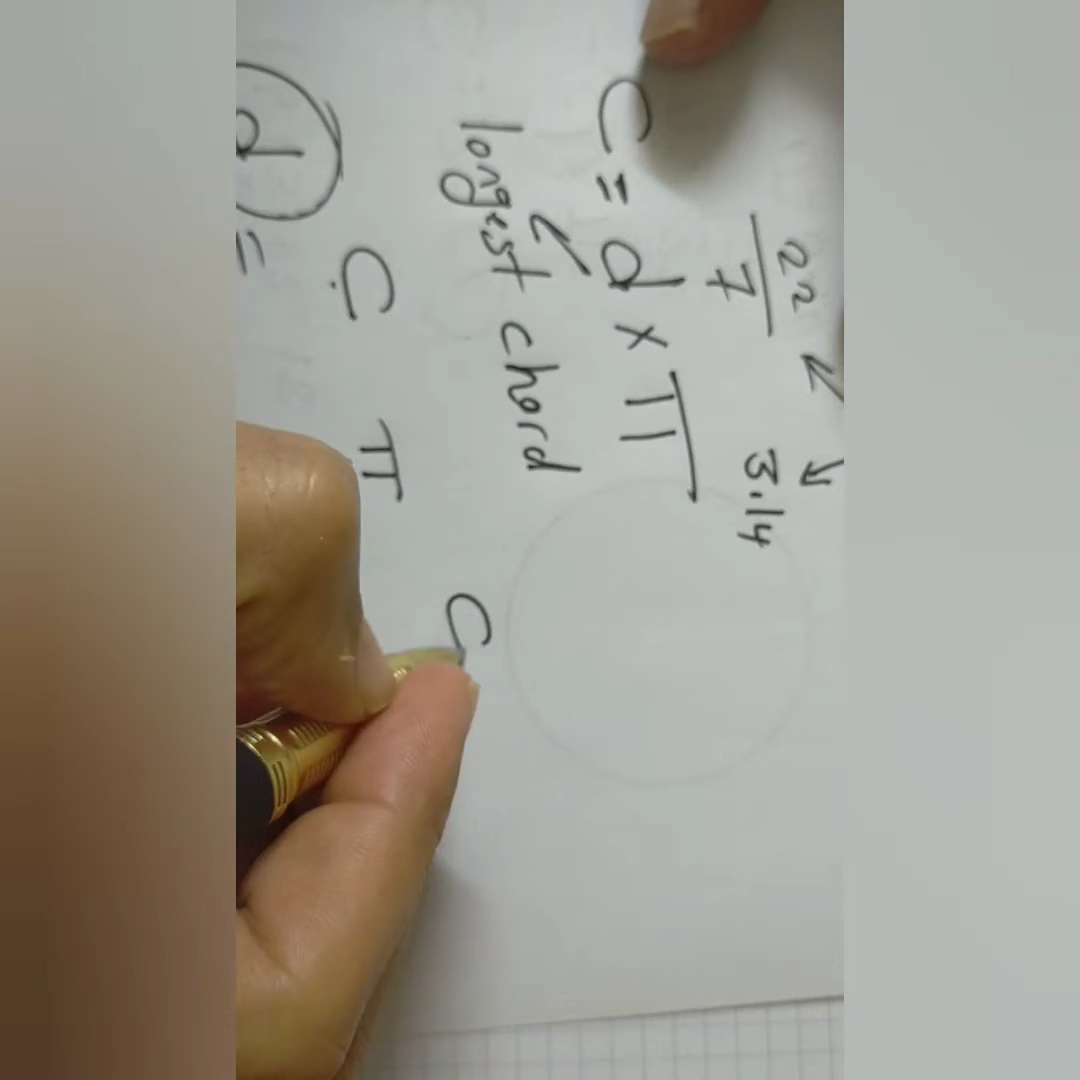 22/7 3.14
C = d × π
longest chord
C
C π
d =